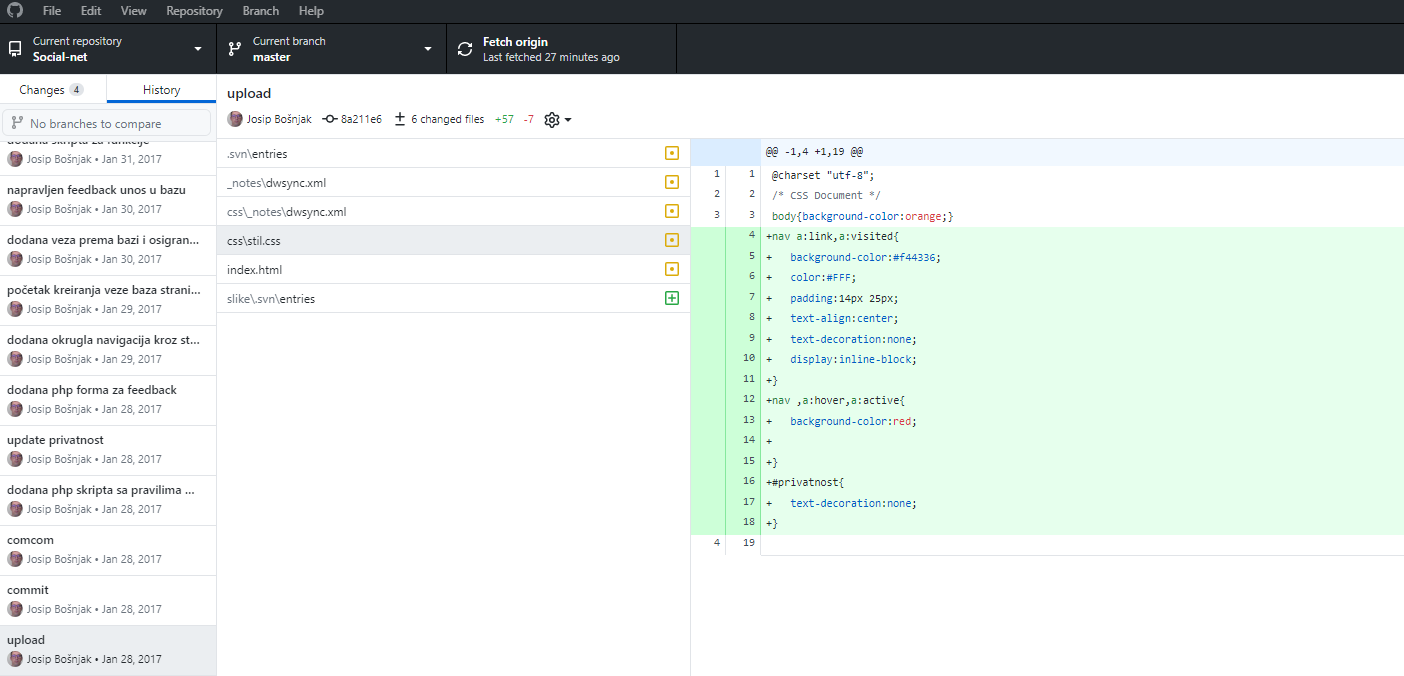 File Edit View Repository Branch Help
Current repository
Social-net
Current branch
master
Fetch origin
Last fetched 27 minutes ago
Changes 4
History
No branches to compare
dodana skripta za funkcije
Josip Bošnjak • Jan 31, 2017
napravljen feedback unos u bazu
Josip Bošnjak • Jan 30, 2017
dodana veza prema bazi i osigran...
Josip Bošnjak • Jan 30, 2017
početak kreiranja veze baza strani...
Josip Bošnjak • Jan 29, 2017
dodana okrugla navigacija kroz st...
Josip Bošnjak • Jan 29, 2017
dodana php forma za feedback
Josip Bošnjak • Jan 28, 2017
update privatnost
Josip Bošnjak • Jan 28, 2017
dodana php skripta sa pravilima ...
Josip Bošnjak • Jan 28, 2017
comcom
Josip Bošnjak • Jan 28, 2017
commit
Josip Bošnjak • Jan 28, 2017
upload
Josip Bošnjak • Jan 28, 2017
upload
Josip Bošnjak 8a211e6 6 changed files +57 -7
.svn\entries
_notes\dwsync.xml
css\_notes\dwsync.xml
css\stil.css
index.html
slike\.svn\entries
@@ -1,4 +1,19 @@
1 1 @charset "utf-8";
2 2 /* CSS Document */
3 3 body{background-color:orange;}
4 +nav a:link,a:visited{
5 + background-color:#f44336;
6 + color:#FFF;
7 + padding:14px 25px;
8 + text-align:center;
9 + text-decoration:none;
10 + display:inline-block;
11 +}
12 +nav ,a:hover,a:active{
13 + background-color:red;
14 +
15 +}
16 +#privatnost{
17 + text-decoration:none;
18 +}
4 19